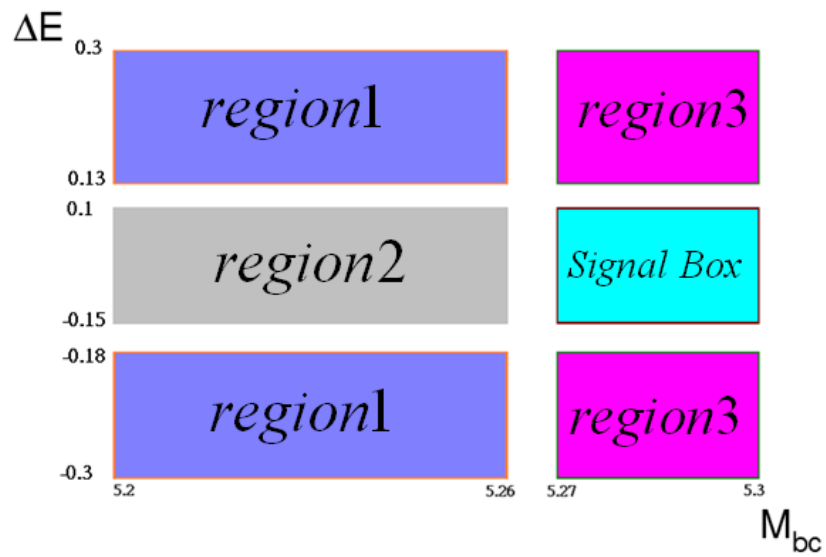 ΔE
0.3
region1 region3
0.13
0.1
region2 Signal Box
-0.15
-0.18
region1 region3
-0.3
5.2 5.26 5.27 5.3
M_bc